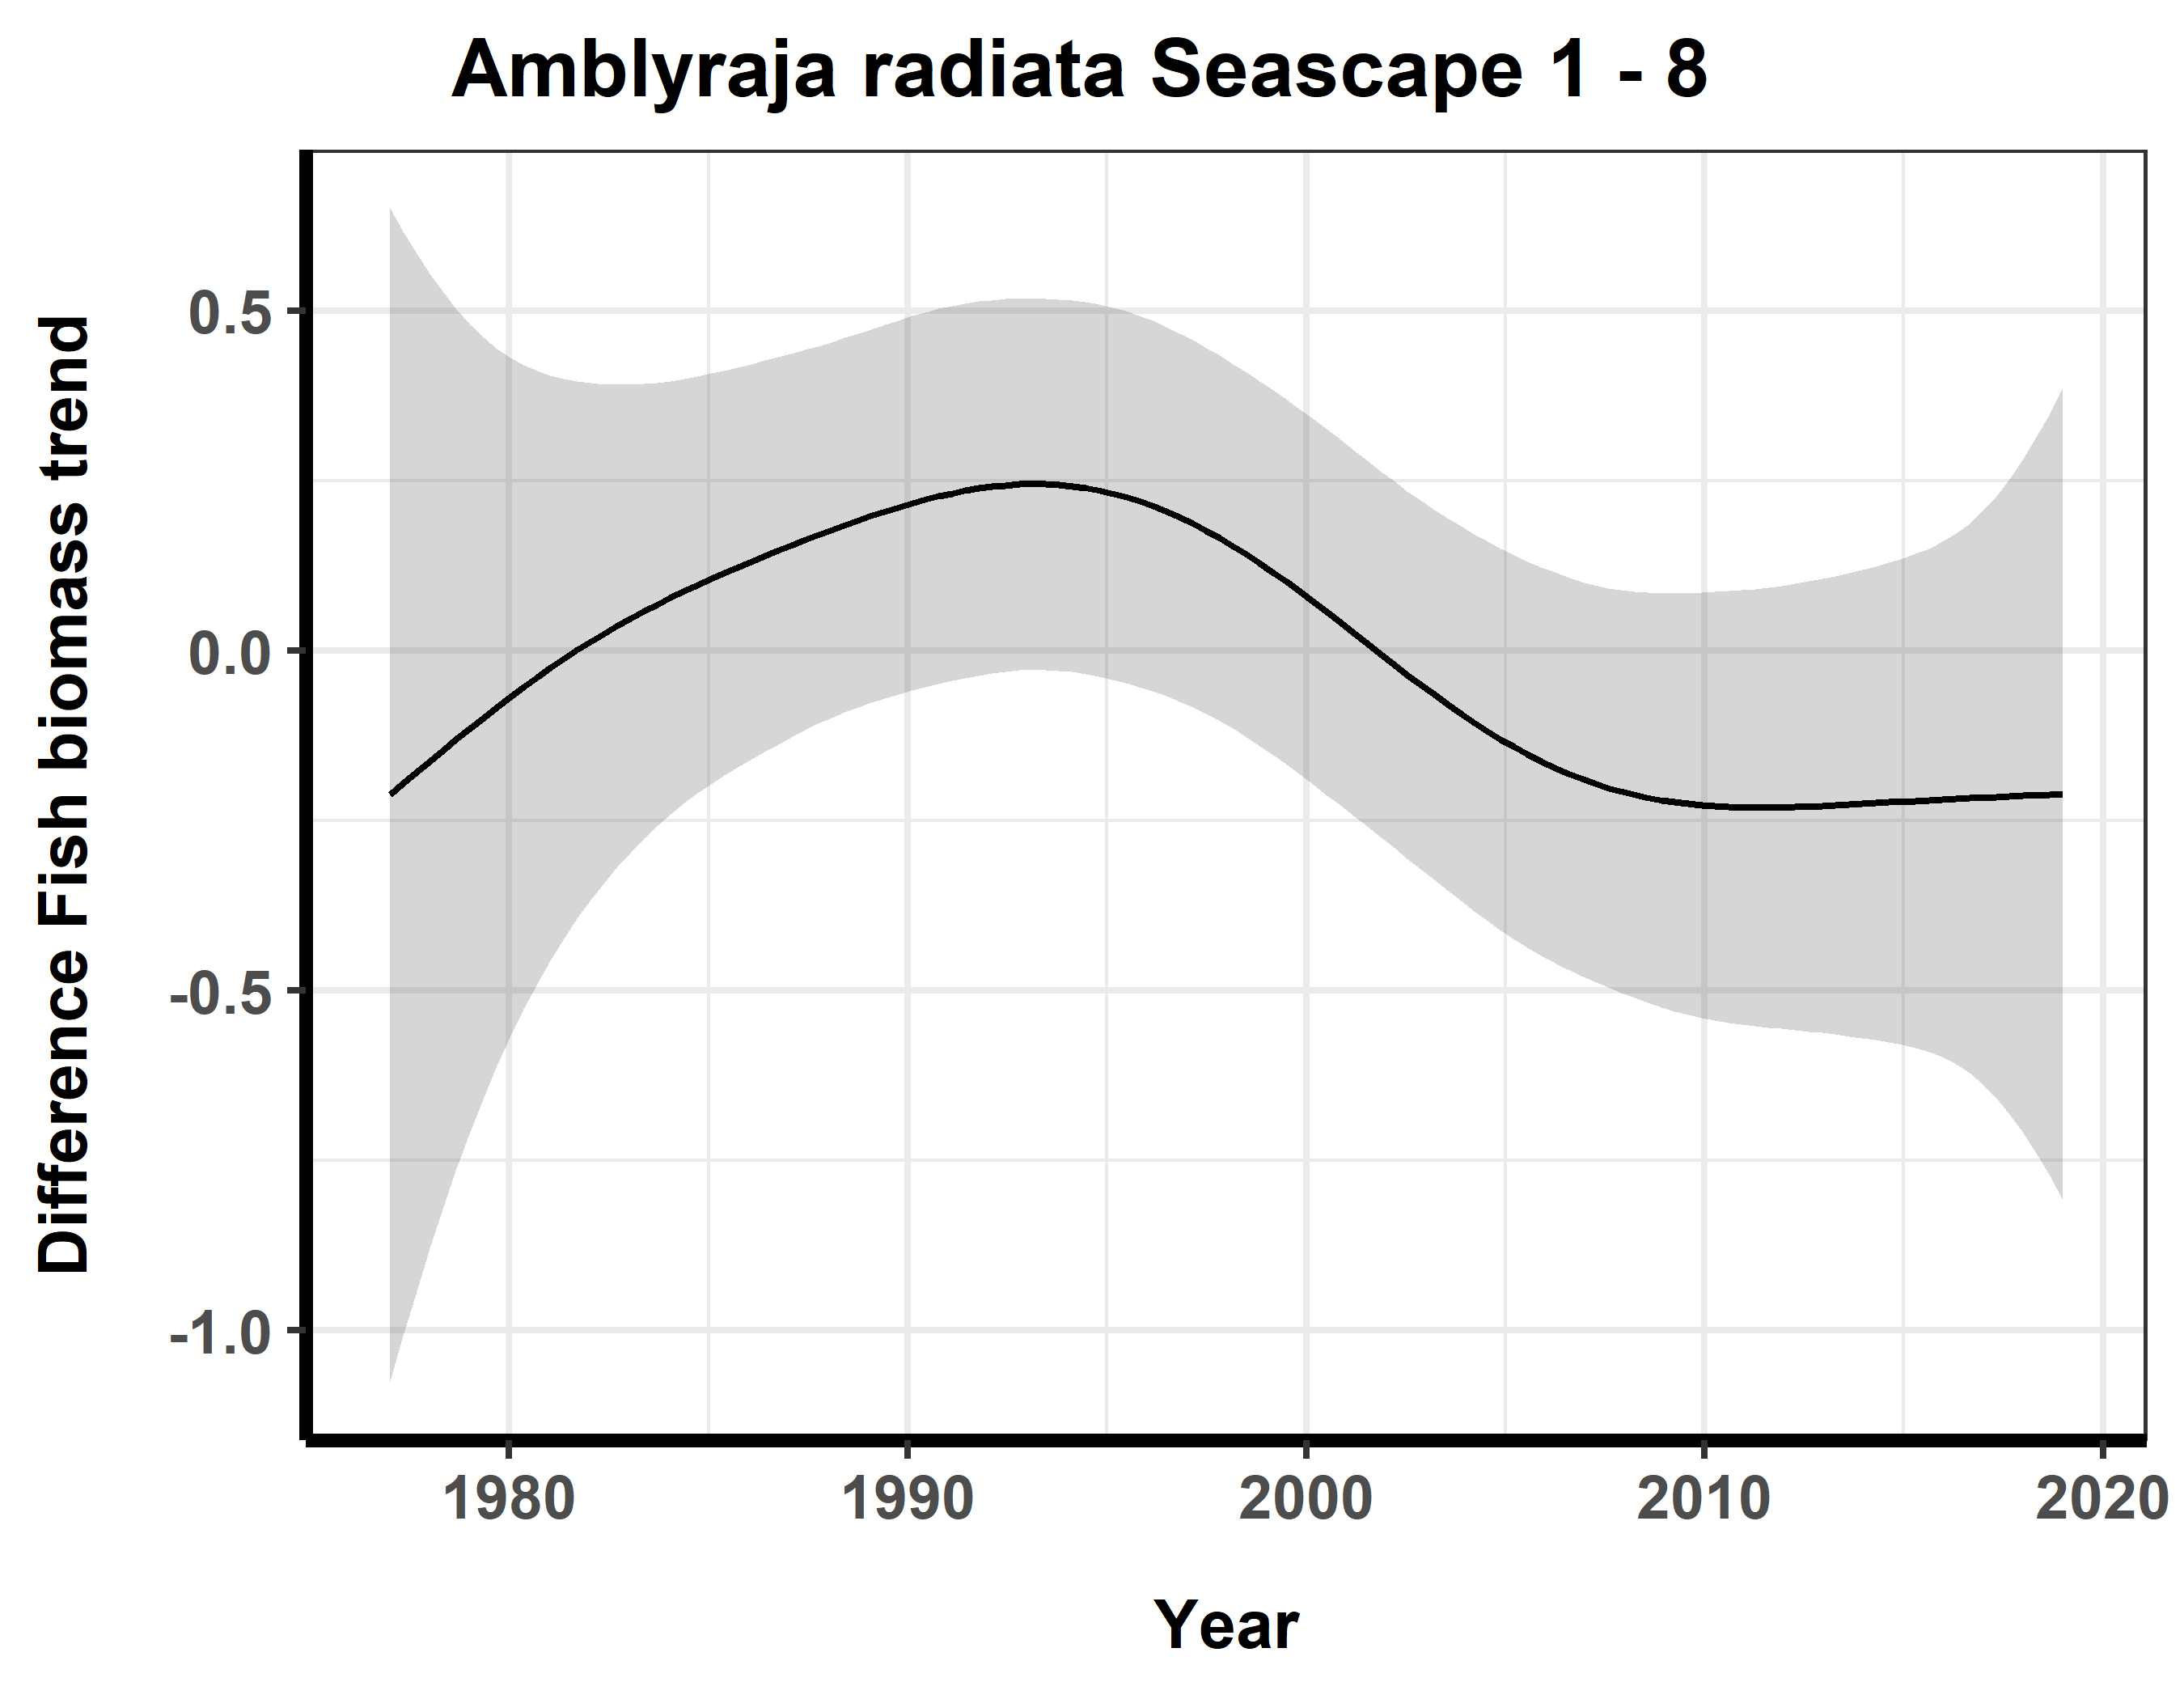 Amblyraja radiata Seascape 1 - 8
Difference Fish biomass trend
0.5
0.0
-0.5
-1.0
1980 1990 2000 2010 2020
Year